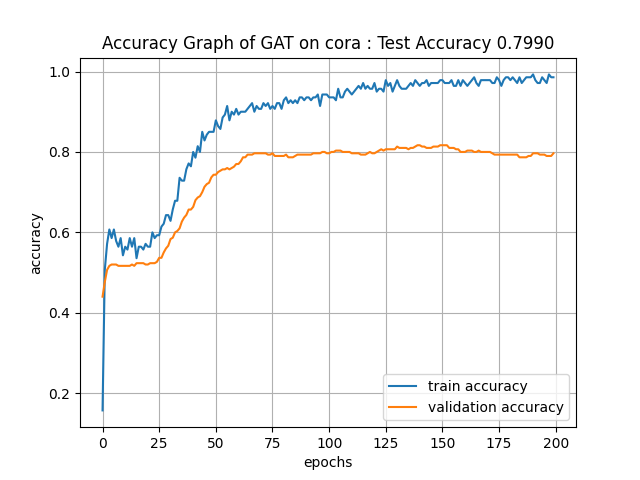 Accuracy Graph of GAT on cora : Test Accuracy 0.7990
1.0
0.8
0.6
0.4
0.2
accuracy
train accuracy
validation accuracy
0 25 50 75 100 125 150 175 200
epochs